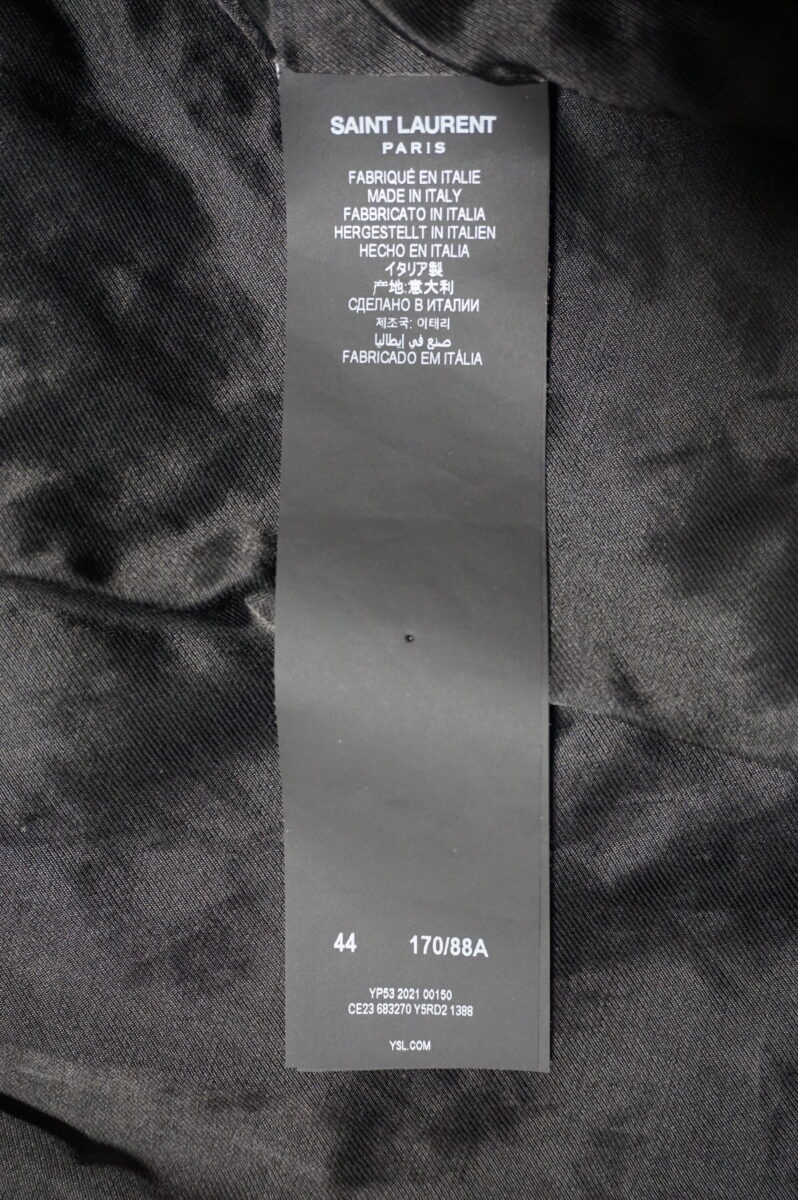 SAINT LAURENT
PARIS
FABRIQUÉ EN ITALIE
MADE IN ITALY
FABBRICATO IN ITALIA
HERGESTELLT IN ITALIEN
HECHO EN ITALIA
イタリア製
产地:意大利
СДЕЛАНО В ИТАЛИИ
제조국: 이태리
صنع في إيطاليا
FABRICADO EM ITÁLIA
44 170/88A
YP53 2021 00150
CE23 683270 Y5RD2 1388
YSL.COM